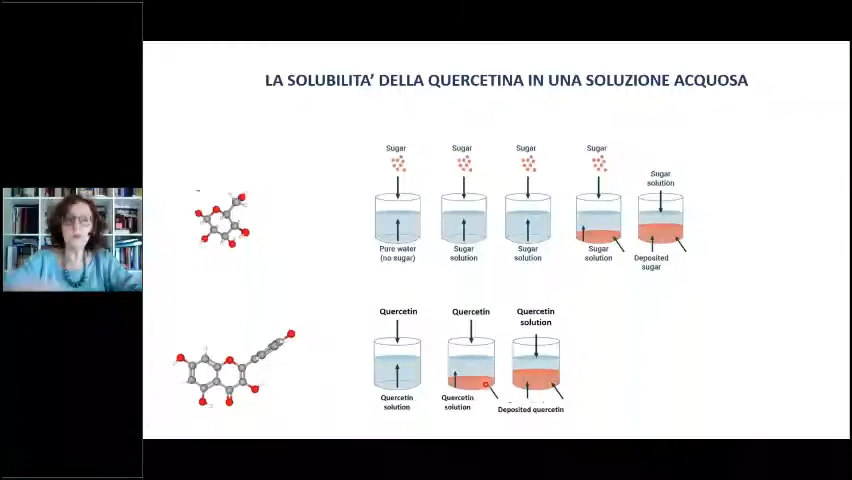 LA SOLUBILITA’ DELLA QUERCETINA IN UNA SOLUZIONE ACQUOSA
Sugar
Sugar
Sugar
Sugar
Sugar
solution
Pure water
(no sugar)
Sugar
solution
Sugar
solution
Sugar
solution
Deposited
sugar
Quercetin
Quercetin
Quercetin
solution
Quercetin
solution
Quercetin
solution
Deposited quercetin